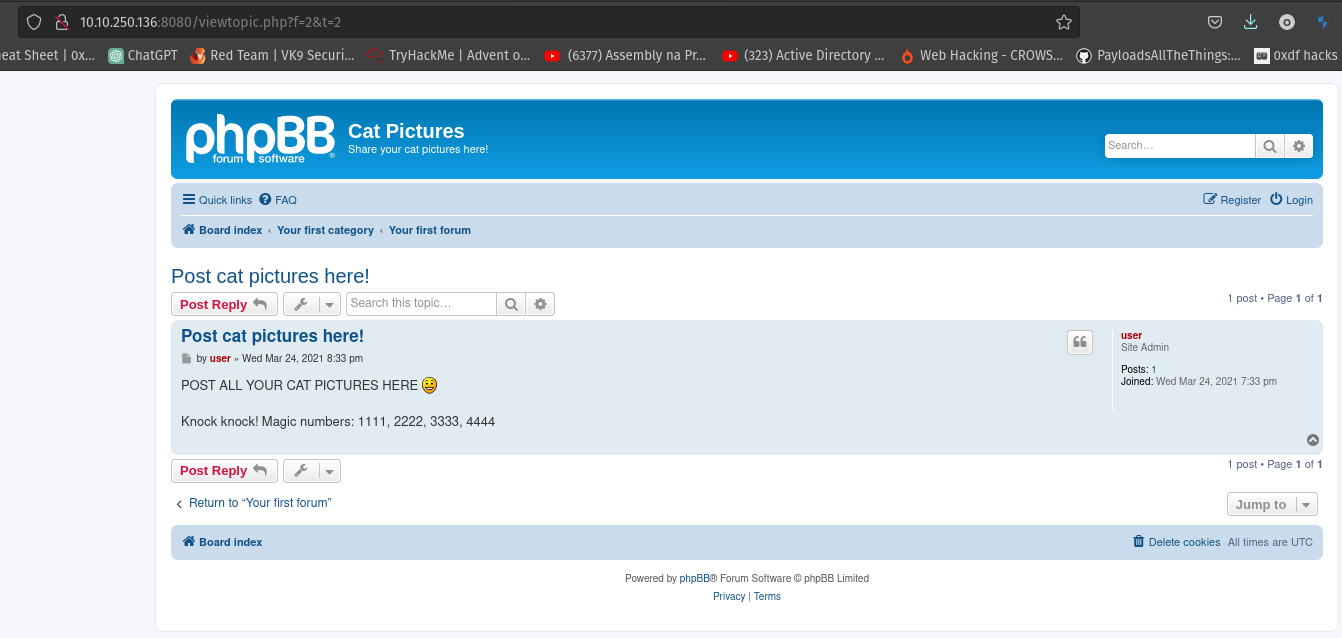 10.10.250.136:8080/viewtopic.php?f=2&t=2
eat Sheet | 0x... ChatGPT Red Team | VK9 Securi... TryHackMe | Advent o... (6377) Assembly na Pr... (323) Active Directory ... Web Hacking - CROWS... PayloadsAllTheThings:... 0xdf hacks
phpBB
forum software
Cat Pictures
Share your cat pictures here!
Search…
Quick links FAQ Register Login
Board index ‹ Your first category ‹ Your first forum
Post cat pictures here!
Post Reply Search this topic… 1 post • Page 1 of 1
Post cat pictures here!
by user » Wed Mar 24, 2021 8:33 pm
POST ALL YOUR CAT PICTURES HERE
Knock knock! Magic numbers: 1111, 2222, 3333, 4444
user
Site Admin
Posts: 1
Joined: Wed Mar 24, 2021 7:33 pm
Post Reply 1 post • Page 1 of 1
Return to “Your first forum” Jump to
Board index Delete cookies All times are UTC
Powered by phpBB® Forum Software © phpBB Limited
Privacy | Terms